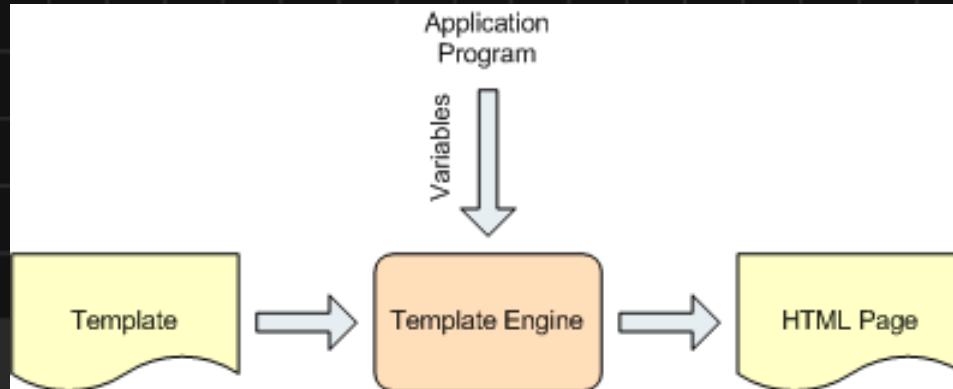 Application
Program
Variables
Template
Template Engine
HTML Page